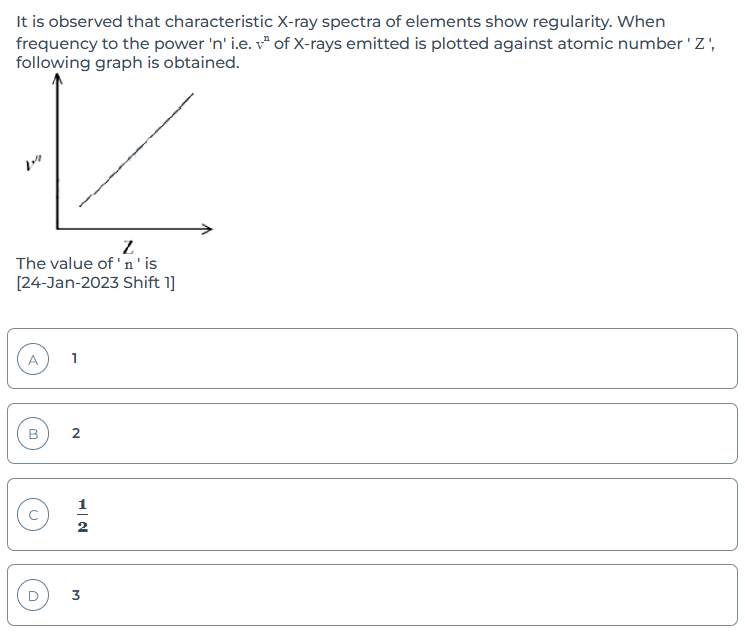 It is observed that characteristic X-ray spectra of elements show regularity. When
frequency to the power 'n' i.e. νⁿ of X-rays emitted is plotted against atomic number ' Z ',
following graph is obtained.
νⁿ
Z
The value of ' n ' is
[24-Jan-2023 Shift 1]
A 1
B 2
C 1/2
D 3